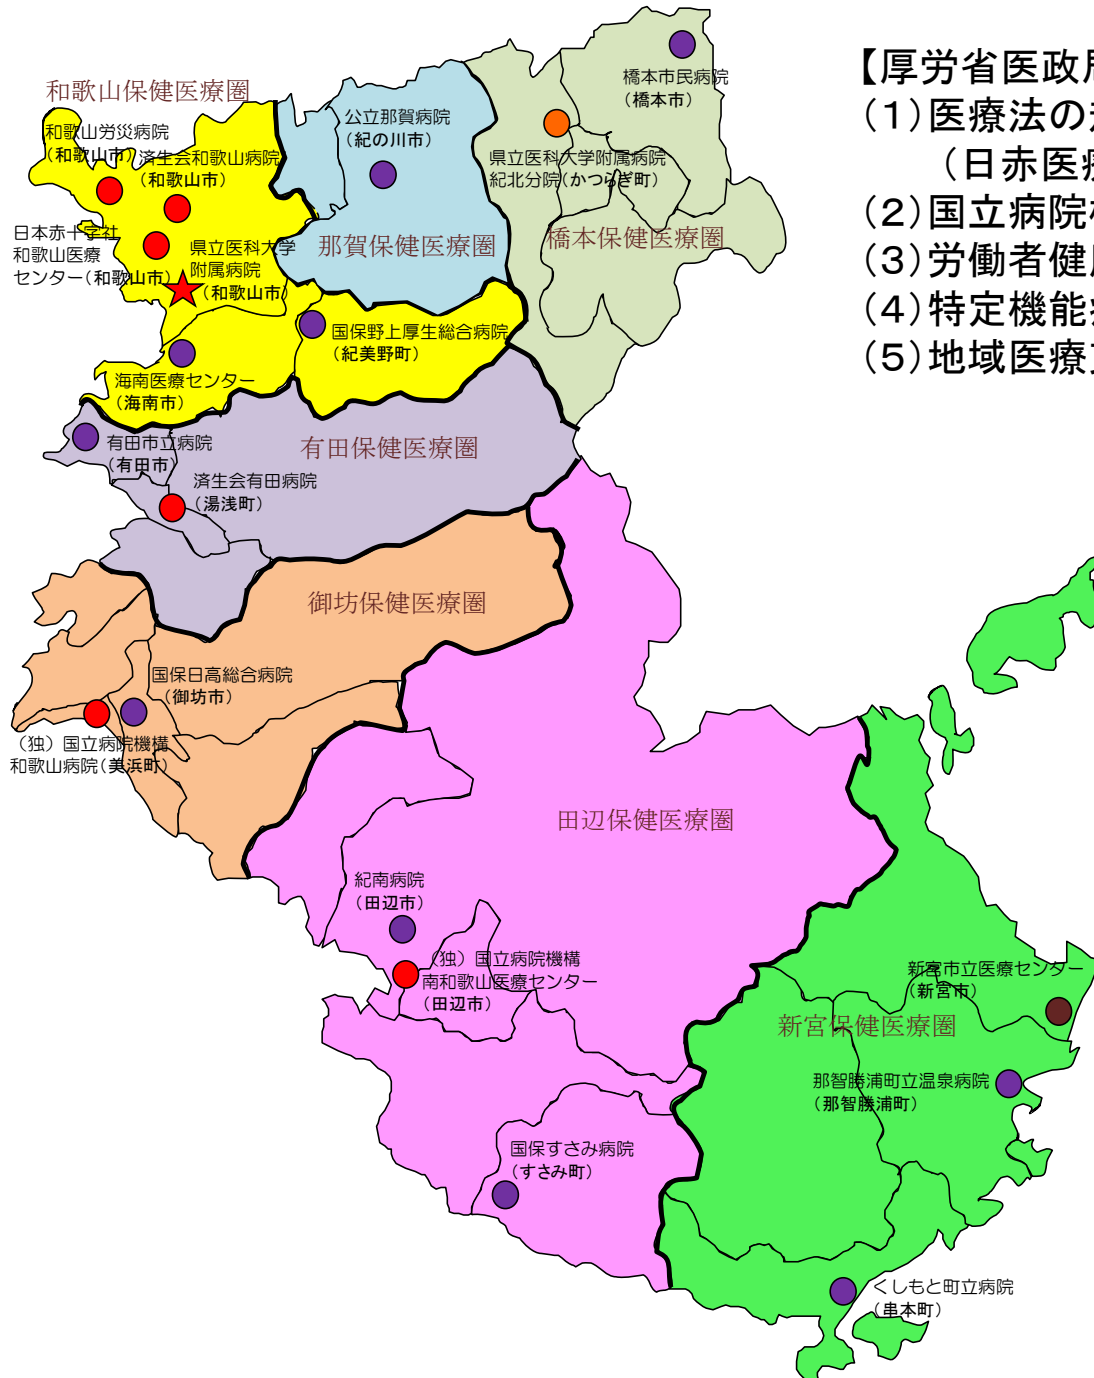 和歌山保健医療圏
和歌山労災病院
（和歌山市）
済生会和歌山病院
（和歌山市）
日本赤十字社
和歌山医療
センター（和歌山市）
県立医科大学
附属病院
（和歌山市）
海南医療センター
（海南市）
国保野上厚生総合病院
（紀美野町）
公立那賀病院
（紀の川市）
那賀保健医療圏
橋本市民病院
（橋本市）
県立医科大学附属病院
紀北分院（かつらぎ町）
橋本保健医療圏
【厚労省医政局
（1）医療法の
（日赤医
（2）国立病院
（3）労働者健
（4）特定機能
（5）地域医療
有田保健医療圏
有田市立病院
（有田市）
済生会有田病院
（湯浅町）
御坊保健医療圏
国保日高総合病院
（御坊市）
（独）国立病院機構
和歌山病院（美浜町）
田辺保健医療圏
紀南病院
（田辺市）
（独）国立病院機構
南和歌山医療センター
（田辺市）
国保すさみ病院
（すさみ町）
新宮市立医療センター
（新宮市）
新宮保健医療圏
那智勝浦町立温泉病院
（那智勝浦町）
くしもと町立病院
（串本町）